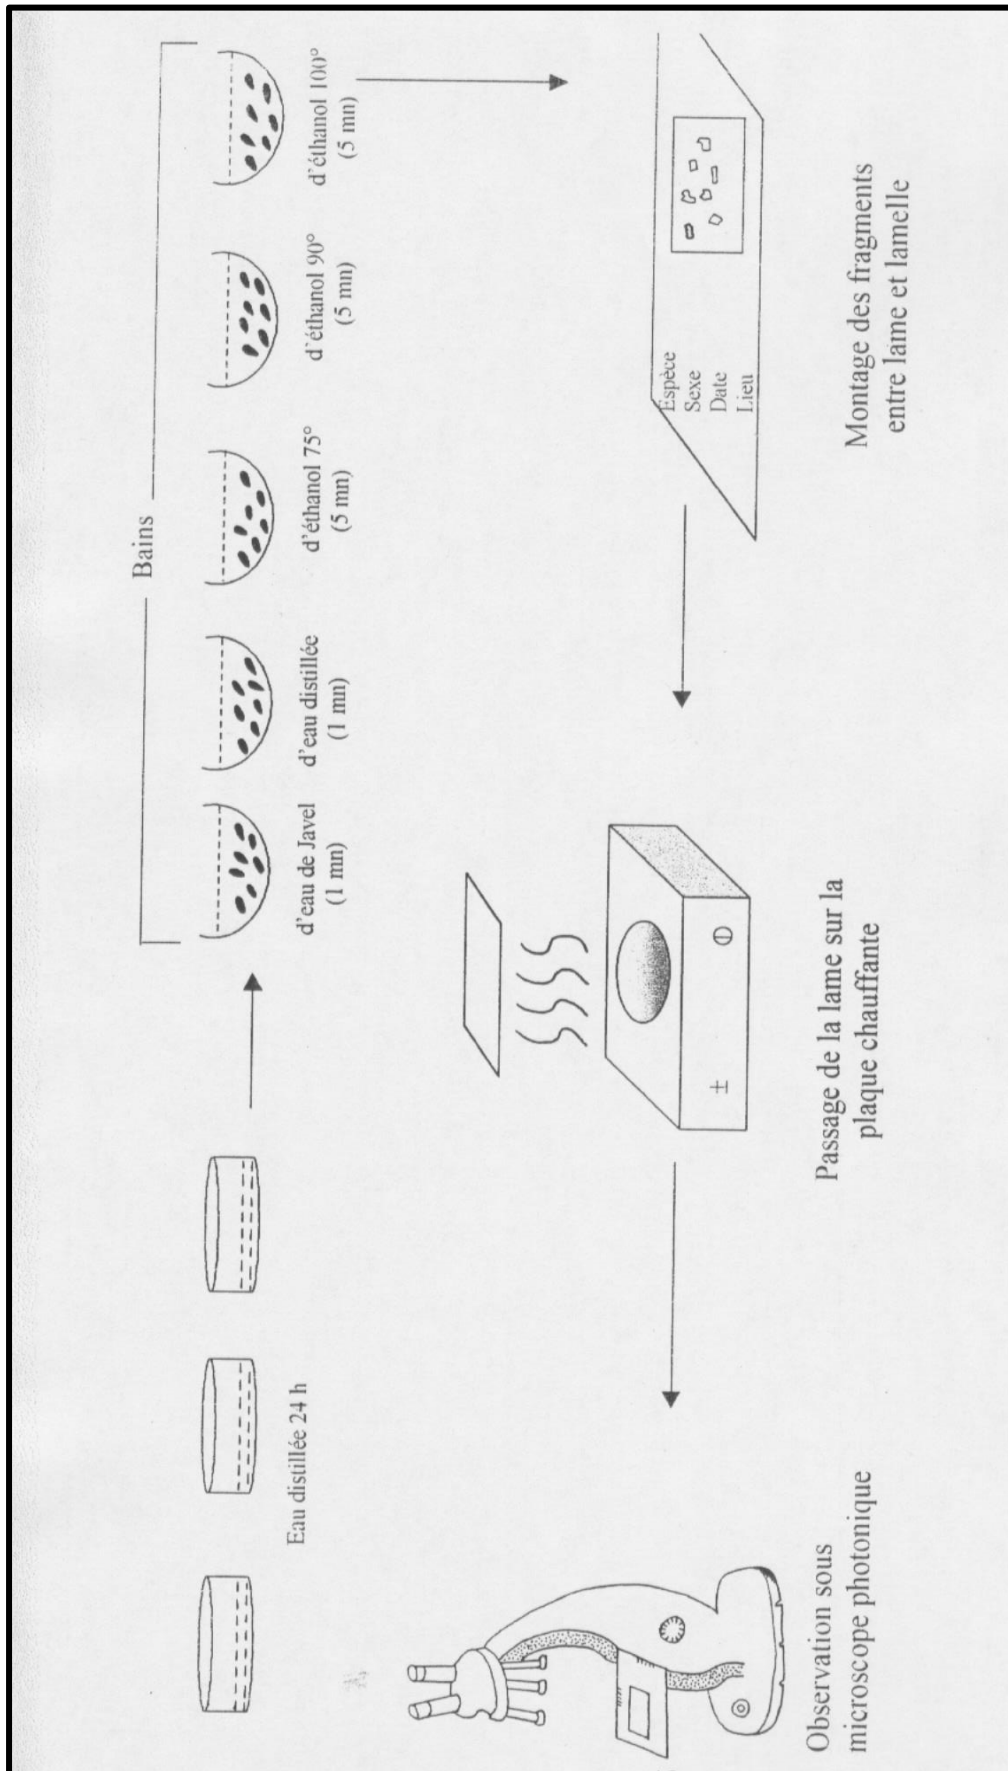 Bains
Eau distillée 24 h
d'eau de Javel
(1 mn)
d'eau distillée
(1 mn)
d'éthanol 75°
(5 mn)
d'éthanol 90°
(5 mn)
d'éthanol 100°
(5 mn)
Espèce
Sexe
Date
Lieu
±
Observation sous
microscope photonique
Passage de la lame sur la
plaque chauffante
Montage des fragments
entre lame et lamelle